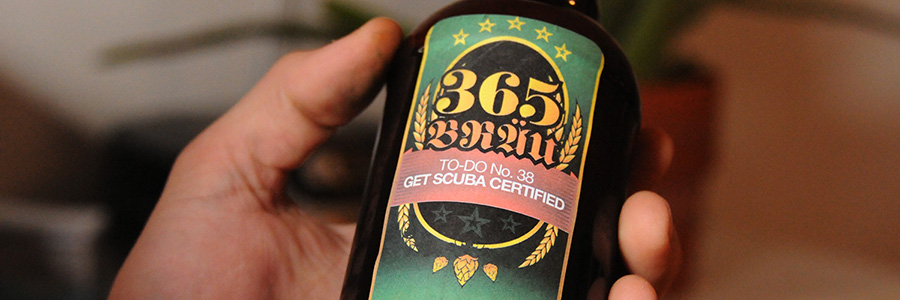 365
BRÄU
TO-DO No. 38
GET SCUBA CERTIFIED